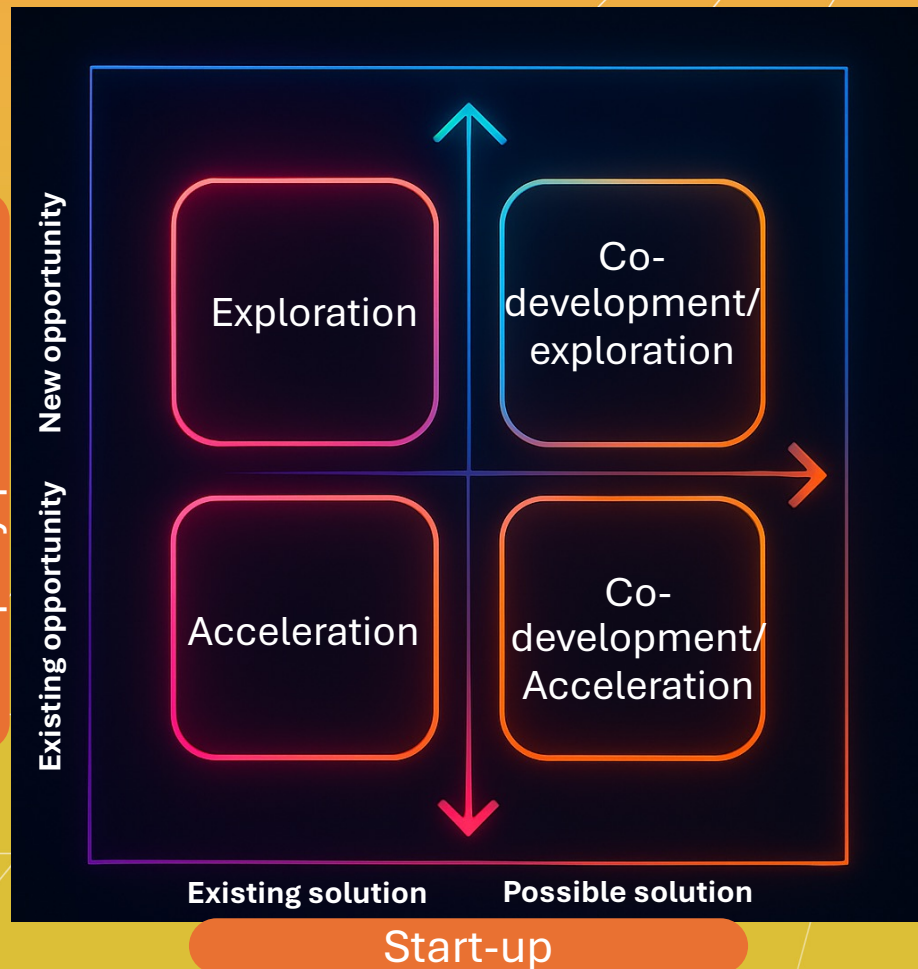 New opportunity
Existing opportunity
Exploration
Co-
development/
exploration
Acceleration
Co-
development/
Acceleration
Existing solution
Possible solution
Start-up